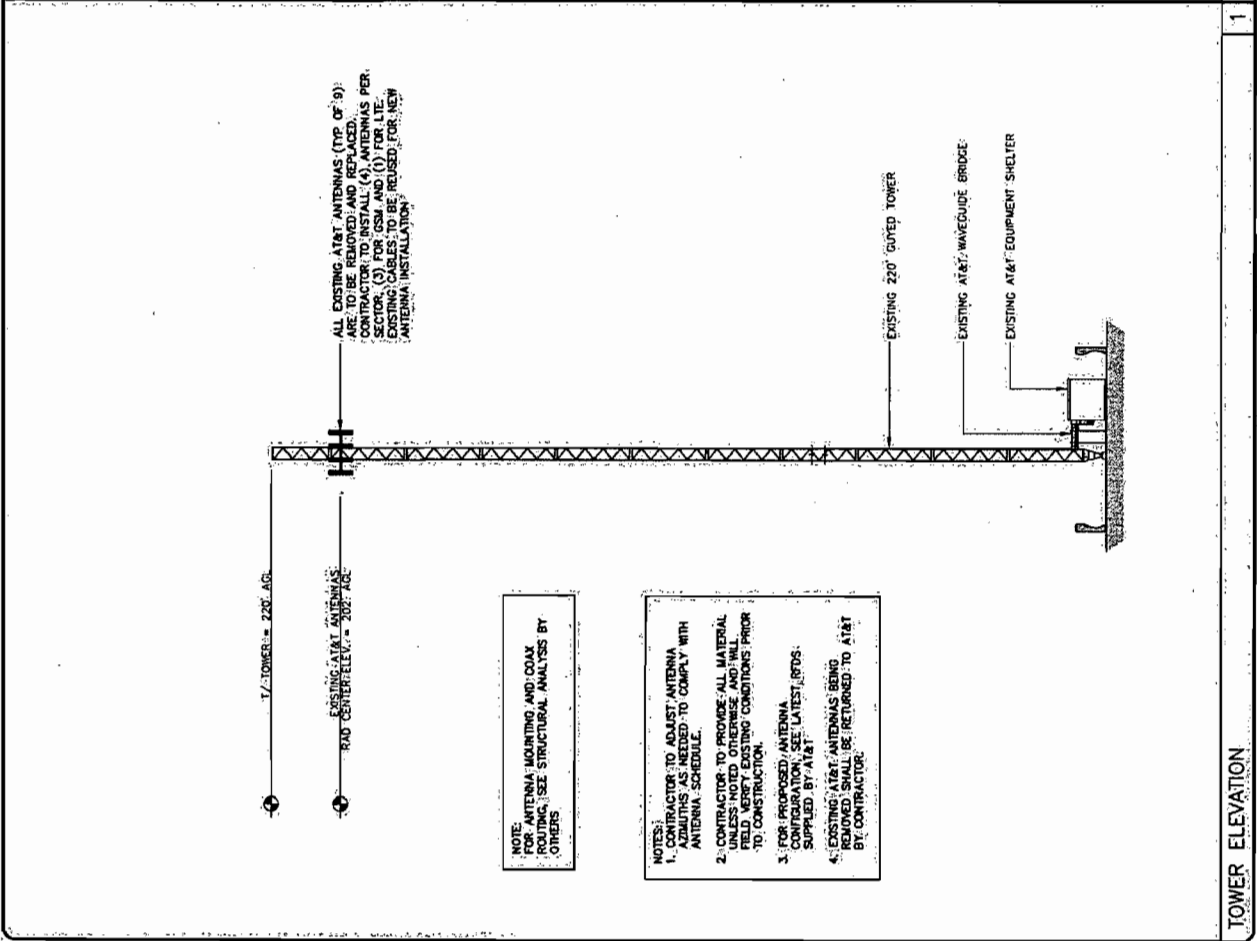 T/ TOWER = 220' AGL
EXISTING AT&T ANTENNAS
RAD CENTER ELEV. = 202' AGL
ALL EXISTING AT&T ANTENNAS (TYP. OF 9)
ARE TO BE REMOVED AND REPLACED.
CONTRACTOR TO INSTALL (4) ANTENNAS PER
SECTOR, (3) FOR GSM AND (1) FOR LTE.
EXISTING CABLES TO BE REUSED FOR NEW
ANTENNA INSTALLATION
NOTE:
FOR ANTENNA MOUNTING AND COAX
ROUTING, SEE STRUCTURAL ANALYSIS BY
OTHERS
NOTES:
1. CONTRACTOR TO ADJUST ANTENNA
AZIMUTHS AS NEEDED TO COMPLY WITH
ANTENNA SCHEDULE.
2. CONTRACTOR TO PROVIDE ALL MATERIAL
UNLESS NOTED OTHERWISE AND WILL
FIELD VERIFY EXISTING CONDITIONS PRIOR
TO CONSTRUCTION.
3. FOR PROPOSED ANTENNA
CONFIGURATION, SEE LATEST RFDS
SUPPLIED BY AT&T
4. EXISTING AT&T ANTENNAS BEING
REMOVED SHALL BE RETURNED TO AT&T
BY CONTRACTOR
EXISTING 220' GUYED TOWER
EXISTING AT&T WAVEGUIDE BRIDGE
EXISTING AT&T EQUIPMENT SHELTER
TOWER ELEVATION
1